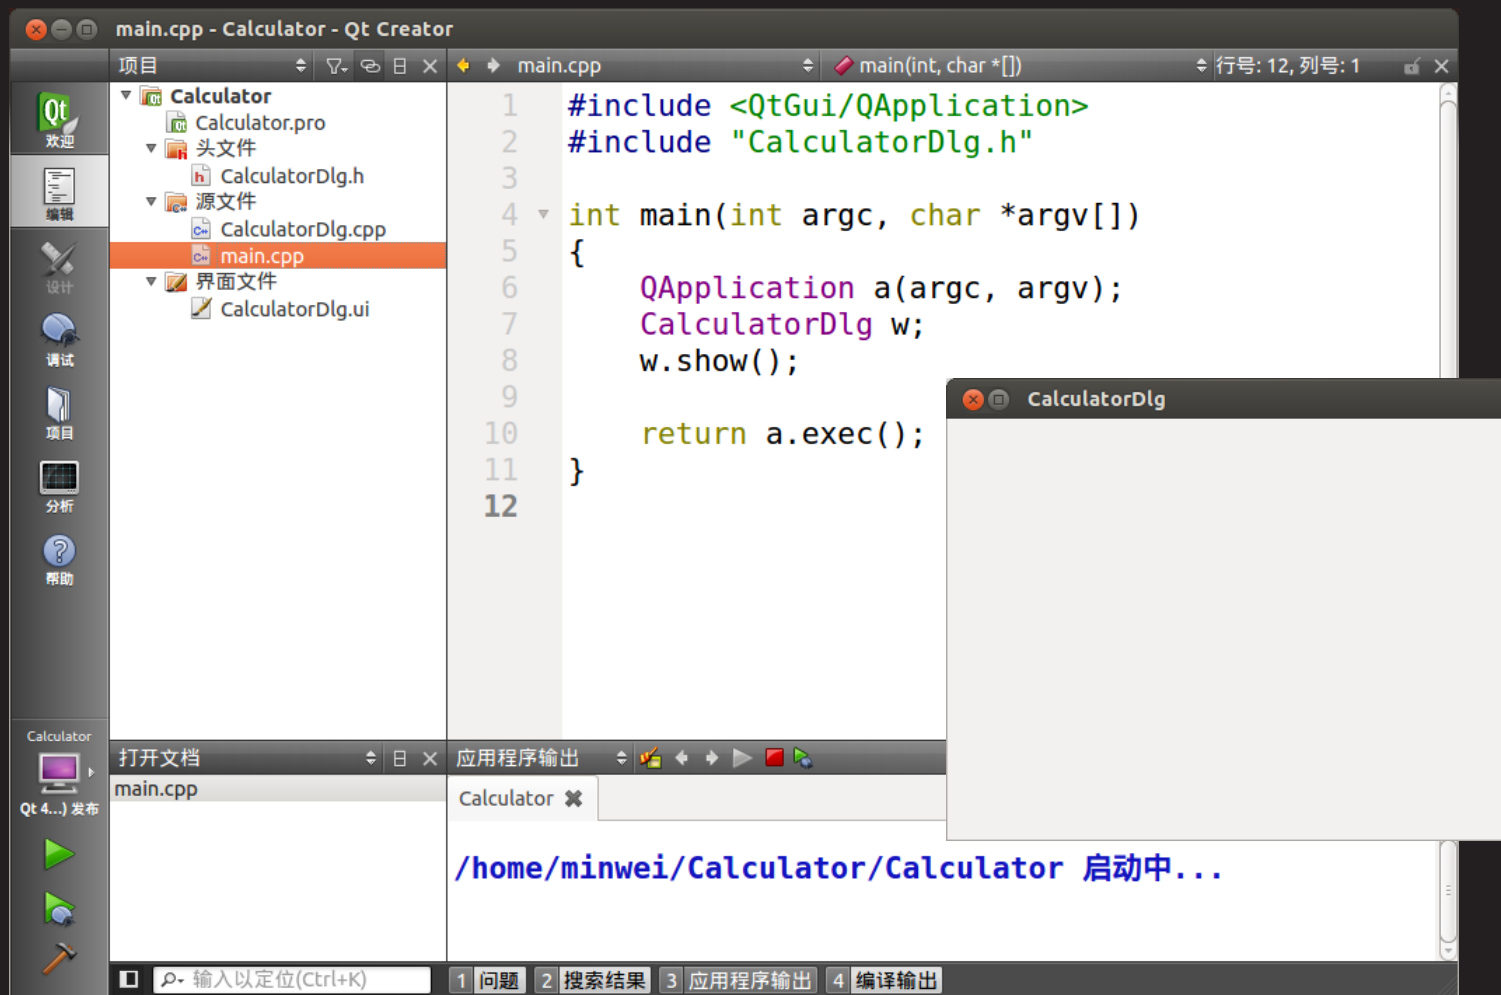 main.cpp - Calculator - Qt Creator
项目
main.cpp
main(int, char *[])
行号: 12, 列号: 1
Qt
欢迎
编辑
设计
调试
项目
分析
帮助
Calculator
Qt 4...) 发布
Calculator
Calculator.pro
头文件
CalculatorDlg.h
源文件
CalculatorDlg.cpp
main.cpp
界面文件
CalculatorDlg.ui
1 #include <QtGui/QApplication>
2 #include "CalculatorDlg.h"
3
4 int main(int argc, char *argv[])
5 {
6     QApplication a(argc, argv);
7     CalculatorDlg w;
8     w.show();
9
10     return a.exec();
11 }
12
CalculatorDlg
打开文档
main.cpp
应用程序输出
Calculator
/home/minwei/Calculator/Calculator 启动中...
输入以定位(Ctrl+K)
1 问题
2 搜索结果
3 应用程序输出
4 编译输出